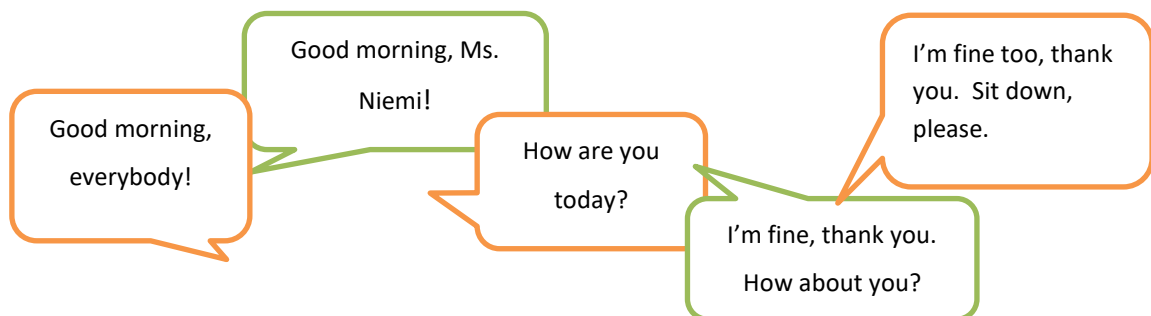 Good morning,
everybody!
Good morning, Ms.
Niemi!
How are you
today?
I’m fine, thank you.
How about you?
I’m fine too, thank
you.  Sit down,
please.